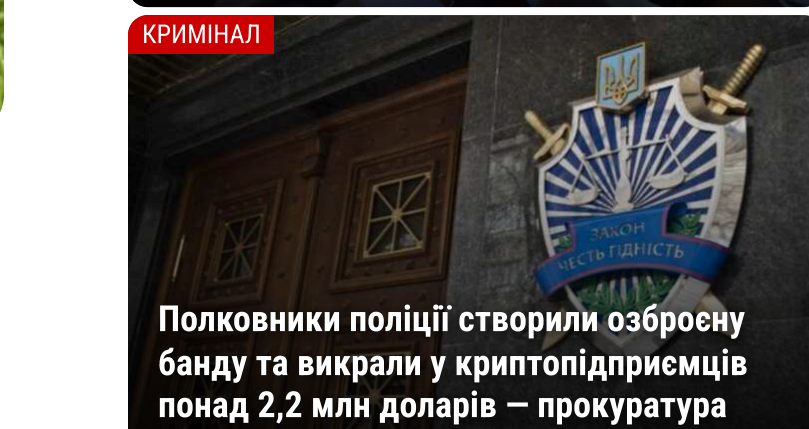 КРИМІНАЛ
ЗАКОН
ЧЕСТЬ ГІДНІСТЬ
Полковники поліції створили озброєну
банду та викрали у криптопідприємців
понад 2,2 млн доларів — прокуратура